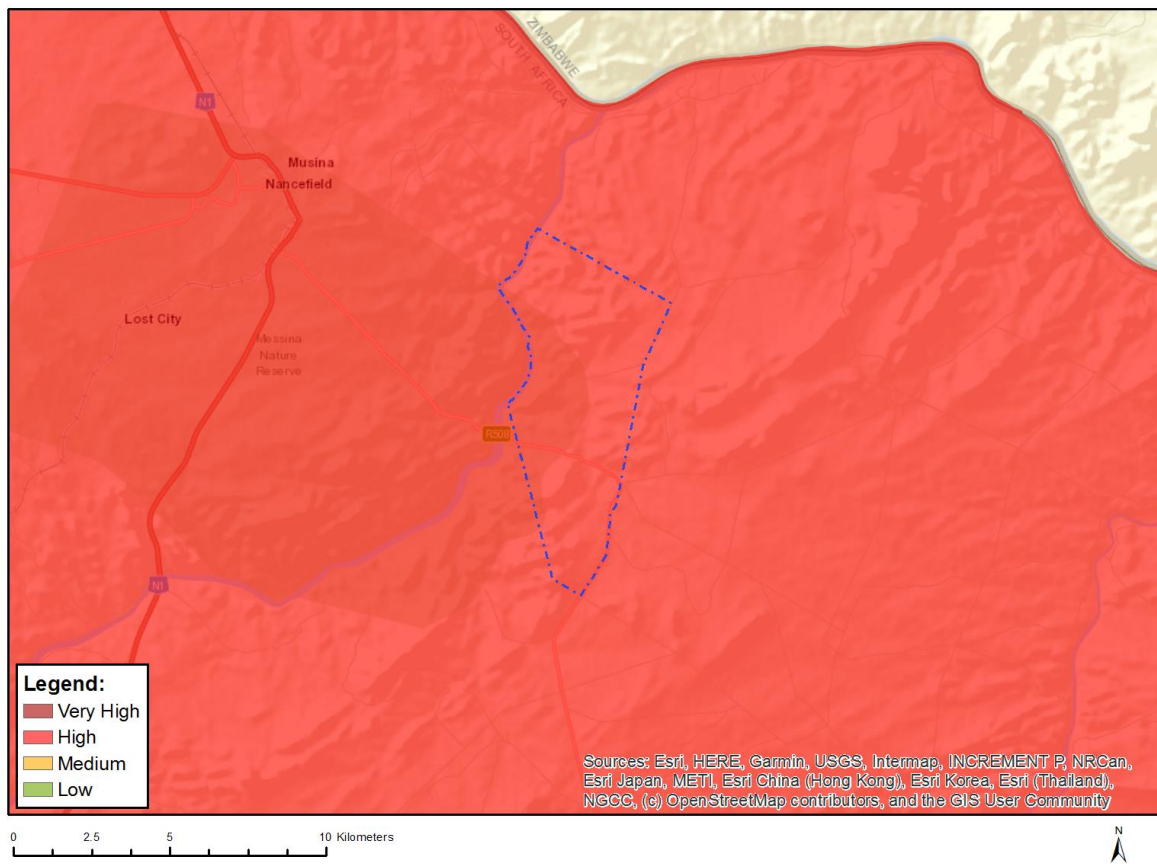 ZIMBABWE
SOUTH AFRICA
N1
Musina
Nancefield
Lost City
Messina
Nature
Reserve
R508
N1
Legend:
Very High
High
Medium
Low
Sources: Esri, HERE, Garmin, USGS, Intermap, INCREMENT P, NRCan,
Esri Japan, METI, Esri China (Hong Kong), Esri Korea, Esri (Thailand),
NGCC, (c) OpenStreetMap contributors, and the GIS User Community
0 2.5 5 10 Kilometers
N